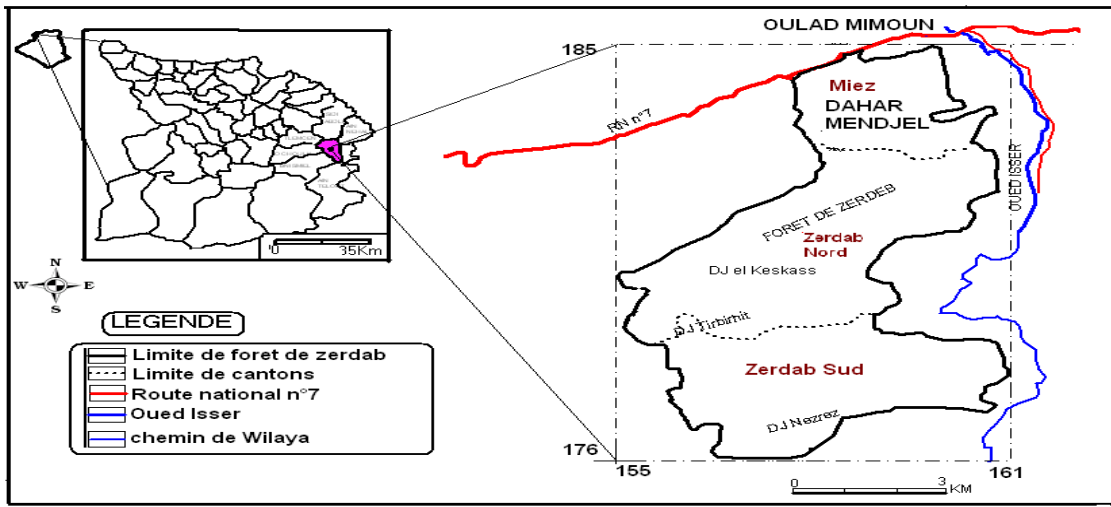 OULAD MIMOUN
185
RN n°7
Miez
DAHAR
MENDJEL
OUED ISSER
FORET DE ZERDEB
Zerdab
Nord
DJ el Keskass
DJ Tirbirhit
Zerdab Sud
DJ Nezrez
176
155
161
0
3
KM
0
35Km
N
W
E
S
LEGENDE
Limite de foret de zerdab
Limite de cantons
Route national n°7
Oued Isser
chemin de Wilaya